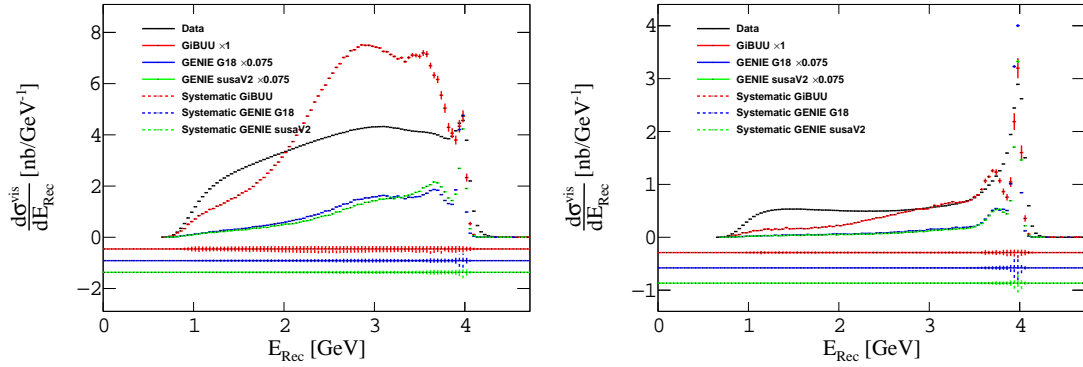 Data
GiBUU ×1
GENIE G18 ×0.075
GENIE susaV2 ×0.075
Systematic GiBUU
Systematic GENIE G18
Systematic GENIE susaV2
8
6
4
2
0
−2
dσ^vis/dE_Rec [nb/GeV⁻¹]
1 2 3 4
E_Rec [GeV]
Data
GiBUU ×1
GENIE G18 ×0.075
GENIE susaV2 ×0.075
Systematic GiBUU
Systematic GENIE G18
Systematic GENIE susaV2
4
3
2
1
0
−1
dσ^vis/dE_Rec [nb/GeV⁻¹]
1 2 3 4
E_Rec [GeV]